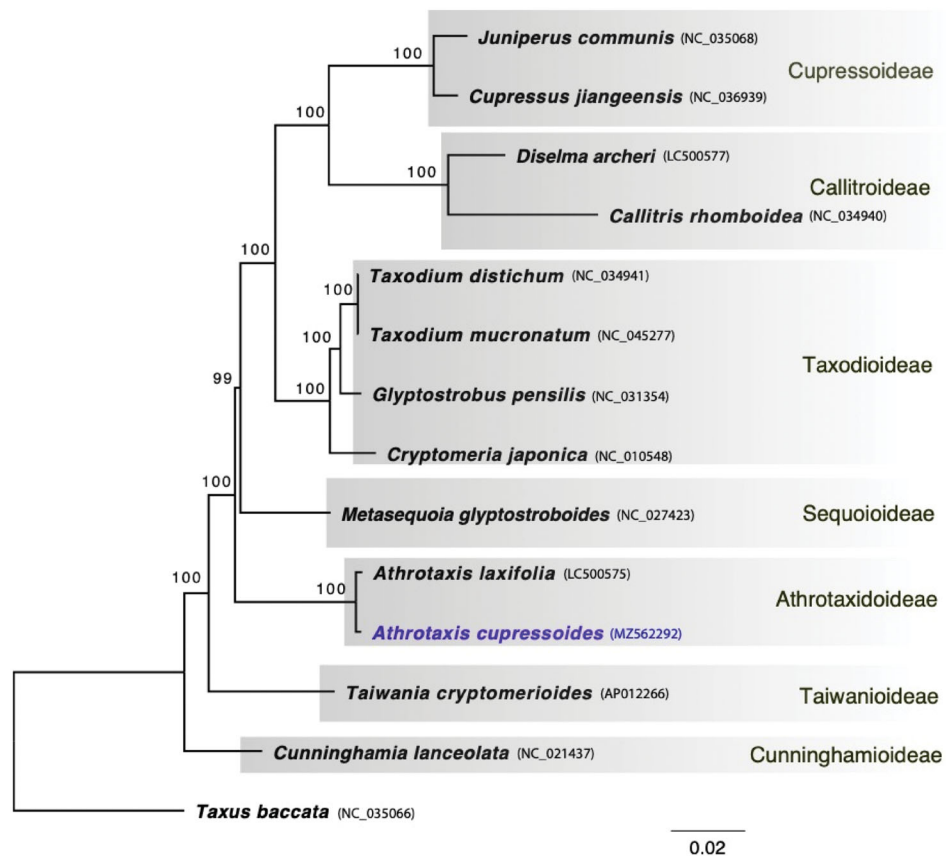 Juniperus communis (NC_035068)
100
Cupressoideae
Cupressus jiangeensis (NC_036939)
100
Diselma archeri (LC500577)
100
Callitroideae
Callitris rhomboidea (NC_034940)
100
Taxodium distichum (NC_034941)
100
Taxodium mucronatum (NC_045277)
100
Taxodioideae
99
100
Glyptostrobus pensilis (NC_031354)
Cryptomeria japonica (NC_010548)
100
Metasequoia glyptostroboides (NC_027423)
Sequoioideae
100
Athrotaxis laxifolia (LC500575)
100
Athrotaxidoideae
Athrotaxis cupressoides (MZ562292)
Taiwania cryptomerioides (AP012266)
Taiwanioideae
Cunninghamia lanceolata (NC_021437)
Cunninghamioideae
Taxus baccata (NC_035066)
0.02